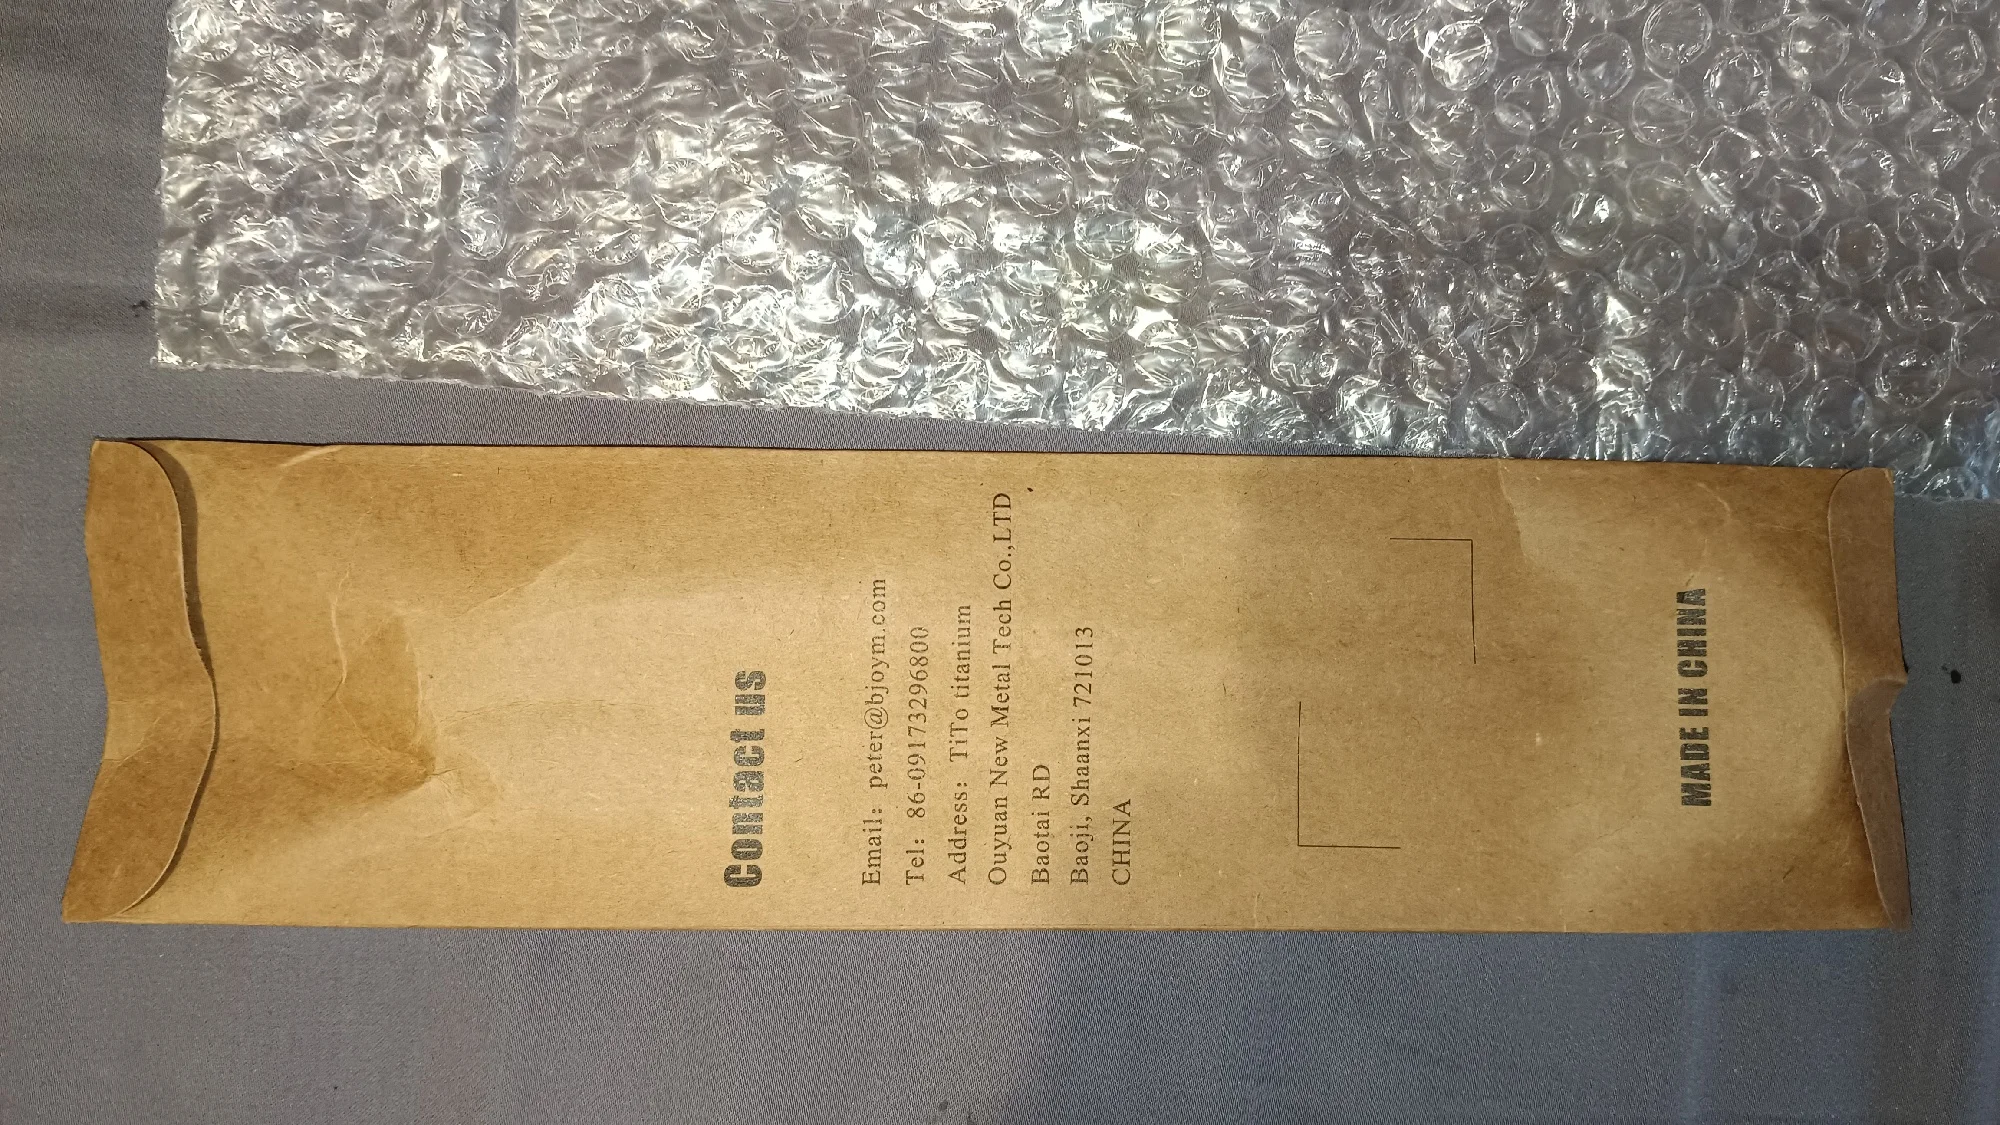 Contact us
Email: peter@bjoym.com
Tel: 86-09173296800
Address: TiTo titanium
Ouyuan New Metal Tech Co.,LTD
Baotai RD
Baoji, Shaanxi 721013
CHINA
MADE IN CHINA